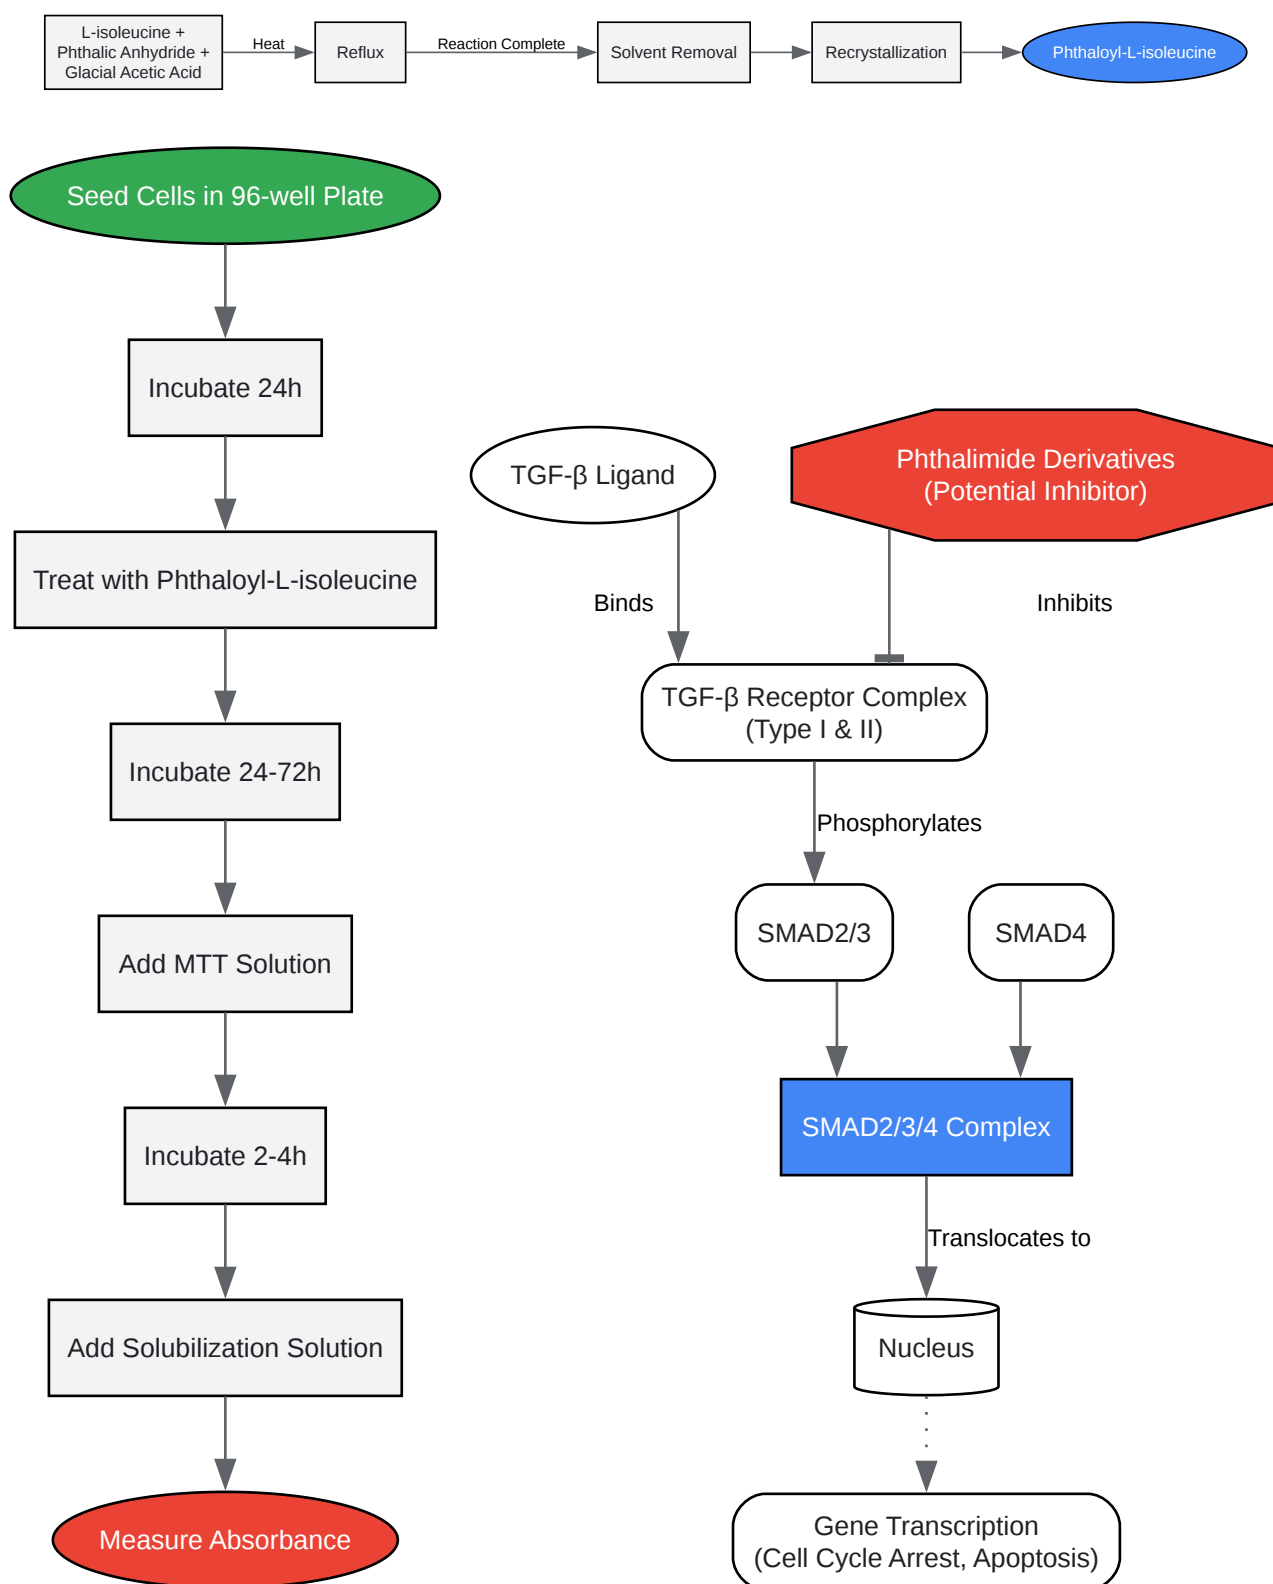 L-isoleucine +
Phthalic Anhydride +
Glacial Acetic Acid
Heat
Reflux
Reaction Complete
Solvent Removal
Recrystallization
Phthaloyl-L-isoleucine
Seed Cells in 96-well Plate
Incubate 24h
Treat with Phthaloyl-L-isoleucine
Incubate 24-72h
Add MTT Solution
Incubate 2-4h
Add Solubilization Solution
Measure Absorbance
TGF-β Ligand
Phthalimide Derivatives
(Potential Inhibitor)
Binds
Inhibits
TGF-β Receptor Complex
(Type I & II)
Phosphorylates
SMAD2/3
SMAD4
SMAD2/3/4 Complex
Translocates to
Nucleus
Gene Transcription
(Cell Cycle Arrest, Apoptosis)